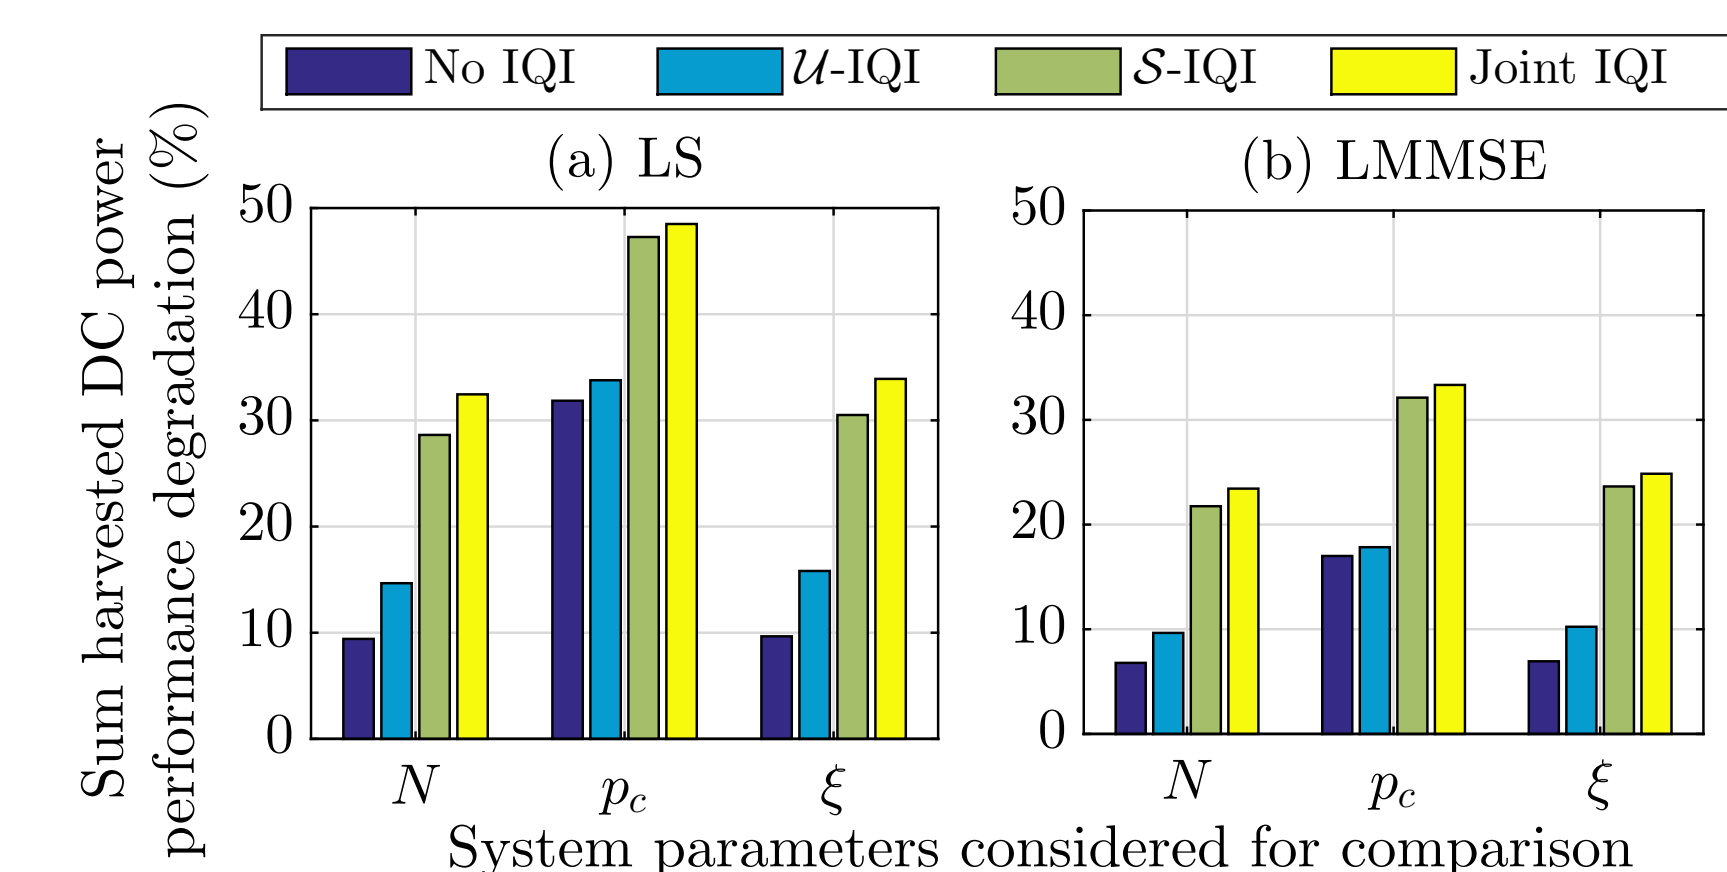 No IQI 𝒰-IQI 𝒮-IQI Joint IQI
Sum harvested DC power
performance degradation (%)
(a) LS
50
40
30
20
10
0
N p_c ξ
(b) LMMSE
50
40
30
20
10
0
N p_c ξ
System parameters considered for comparison